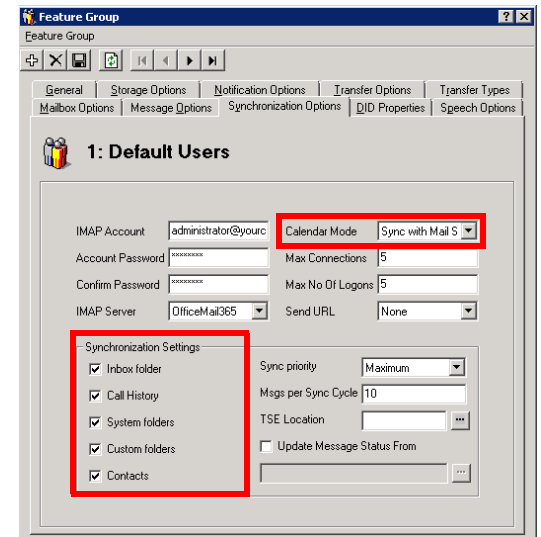 Feature Group
Feature Group
General Storage Options Notification Options Transfer Options Transfer Types
Mailbox Options Message Options Synchronization Options DID Properties Speech Options
1: Default Users
IMAP Account administrator@yourc Calendar Mode Sync with Mail S
Account Password ******** Max Connections 5
Confirm Password ******** Max No Of Logons 5
IMAP Server OfficeMail365 Send URL None
Synchronization Settings
Inbox folder Sync priority Maximum
Call History Msgs per Sync Cycle 10
System folders TSE Location ...
Custom folders Update Message Status From
Contacts ...